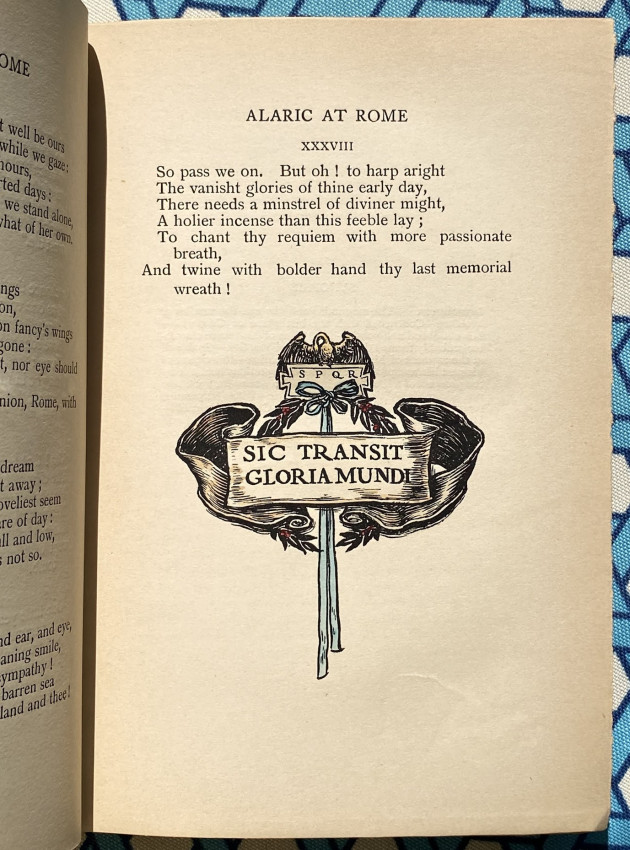 OME
t well be ours
while we gaze:
hours,
rted days:
we stand alone,
what of her own.
ngs
on,
on fancy's wings
gone:
t, nor eye should
nion, Rome, with
dream
t away;
oveliest seem
are of day:
ll and low,
s not so.
nd ear, and eye,
aning smile,
sympathy!
barren sea
land and thee!
ALARIC AT ROME
XXXVIII
So pass we on. But oh! to harp aright
The vanisht glories of thine early day,
There needs a minstrel of diviner might,
A holier incense than this feeble lay;
To chant thy requiem with more passionate
breath,
And twine with bolder hand thy last memorial
wreath!
SPQR
SIC TRANSIT
GLORIA MUNDI